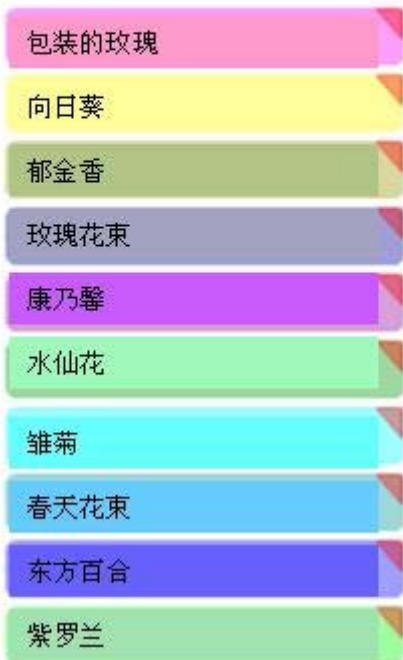 包装的玫瑰
向日葵
郁金香
玫瑰花束
康乃馨
水仙花
雏菊
春天花束
东方百合
紫罗兰